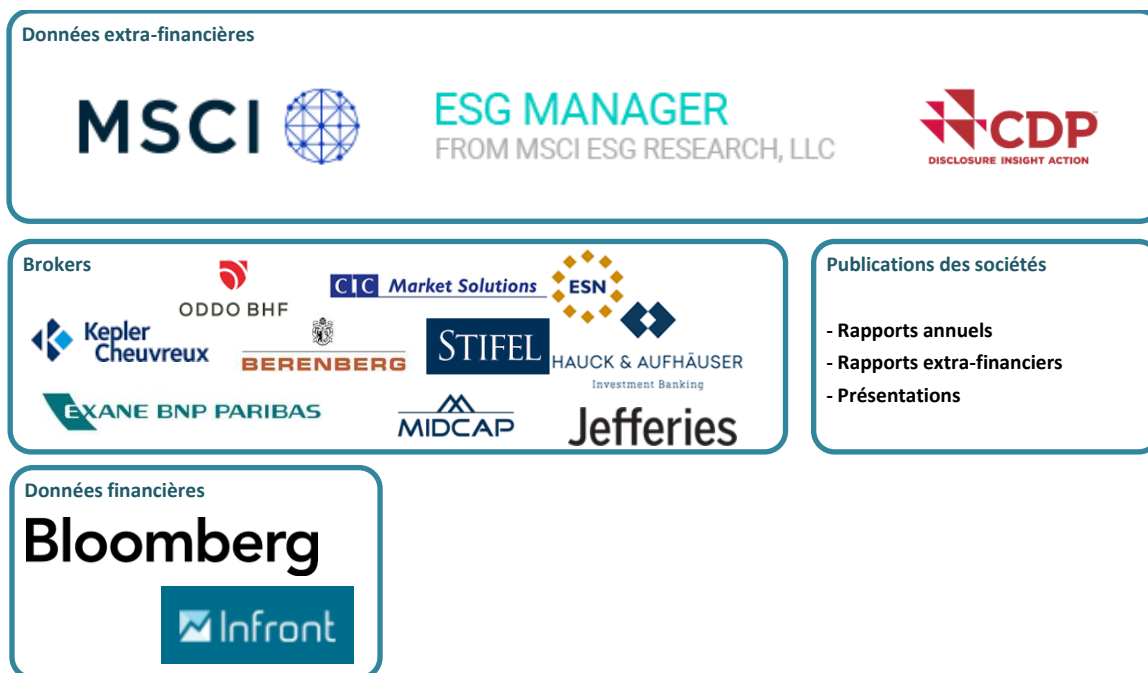 Données extra-financières
MSCI
ESG MANAGER
FROM MSCI ESG RESEARCH, LLC
CDP
DISCLOSURE INSIGHT ACTION
Brokers
ODDO BHF
CIC Market Solutions
ESN
Kepler
Cheuvreux
BERENBERG
STIFEL
HAUCK & AUFHÄUSER
Investment Banking
EXANE BNP PARIBAS
MIDCAP
Jefferies
Publications des sociétés
- Rapports annuels
- Rapports extra-financiers
- Présentations
Données financières
Bloomberg
Infront